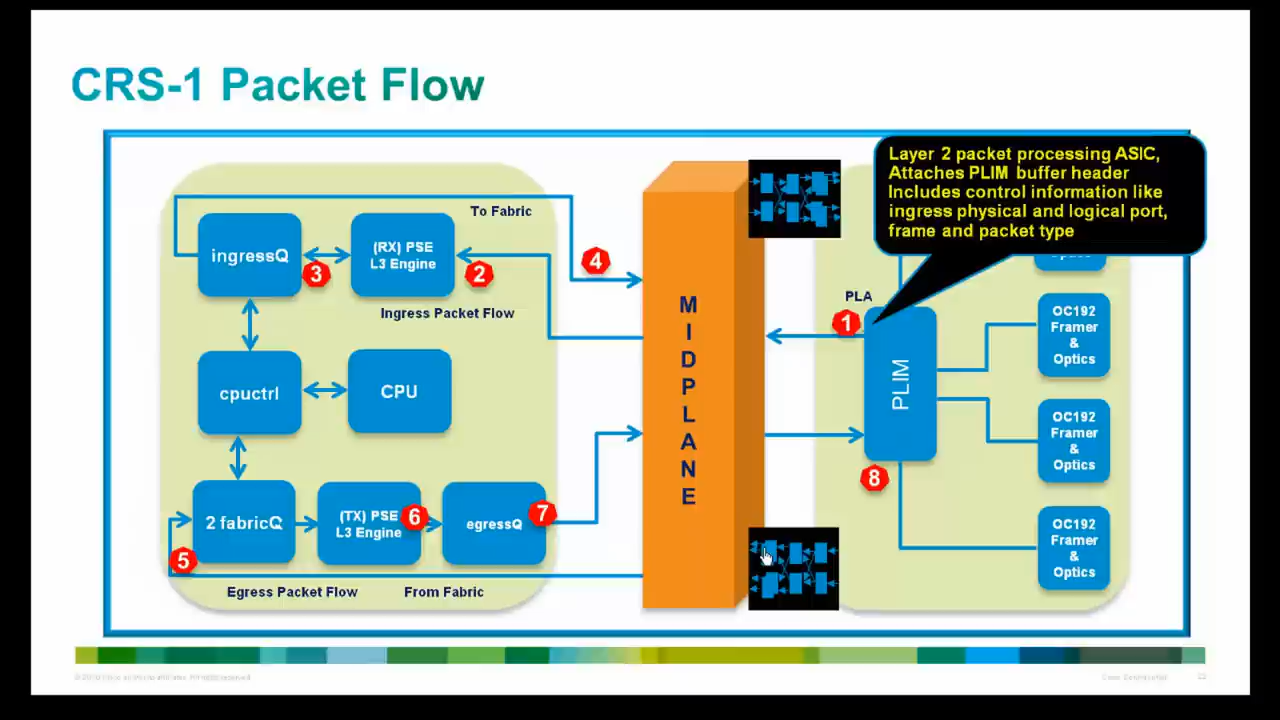 CRS-1 Packet Flow
Layer 2 packet processing ASIC,
Attaches PLIM buffer header
Includes control information like
ingress physical and logical port,
frame and packet type
To Fabric
ingressQ
(RX) PSE
L3 Engine
3
2
4
Ingress Packet Flow
cpuctrl
CPU
2 fabricQ
(TX) PSE
L3 Engine
egressQ
5
6
7
Egress Packet Flow
From Fabric
M
I
D
P
L
A
N
E
PLA
1
PLIM
8
Optics
OC192
Framer
&
Optics
OC192
Framer
&
Optics
OC192
Framer
&
Optics